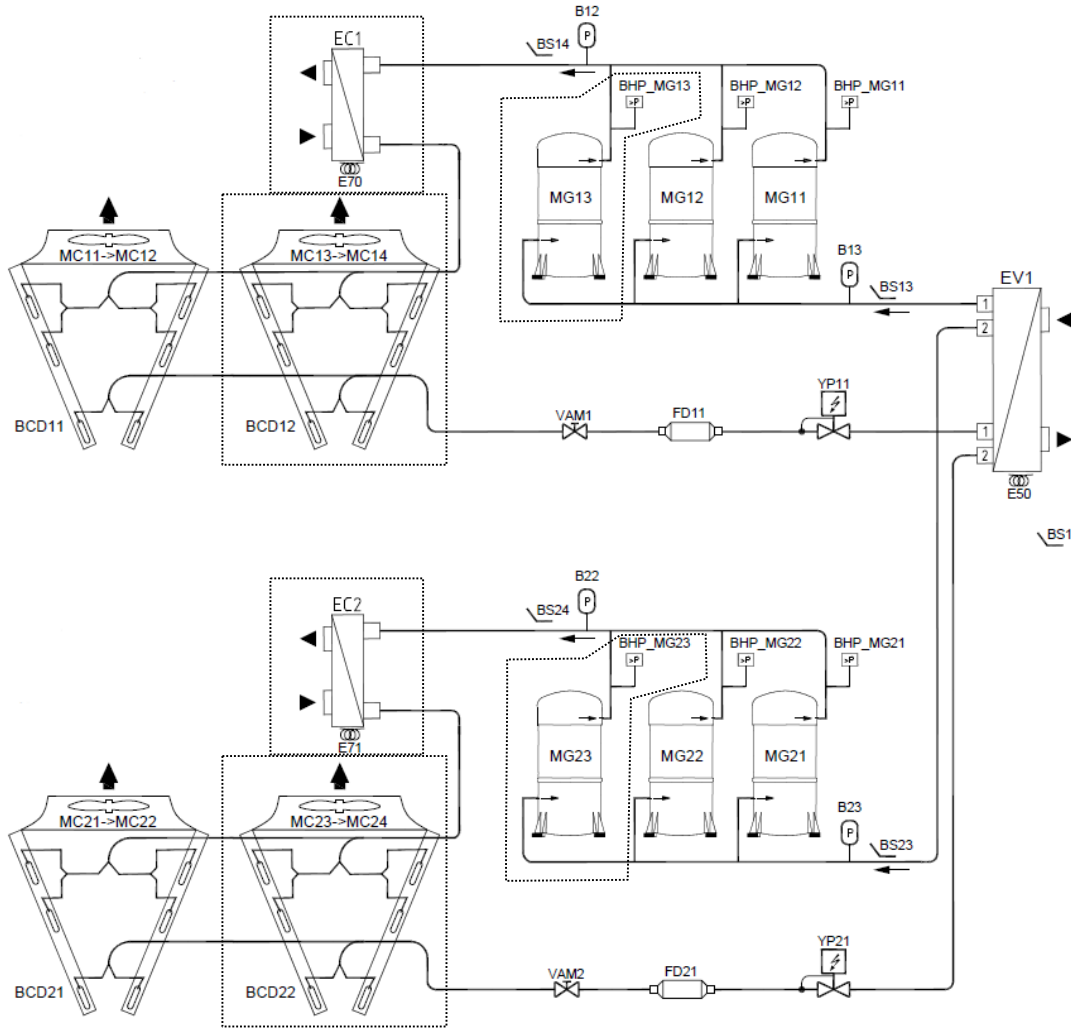 B12
EC1
BS14
P
BHP_MG13
BHP_MG12
BHP_MG11
>P
>P
>P
E70
MG13
MG12
MG11
MC11->MC12
MC13->MC14
B13
P
BS13
EV1
1
2
YP11
BCD11
BCD12
VAM1
FD11
1
2
E50
BS1
B22
EC2
BS24
P
BHP_MG23
BHP_MG22
BHP_MG21
>P
>P
>P
E71
MG23
MG22
MG21
MC21->MC22
MC23->MC24
B23
P
BS23
YP21
BCD21
BCD22
VAM2
FD21